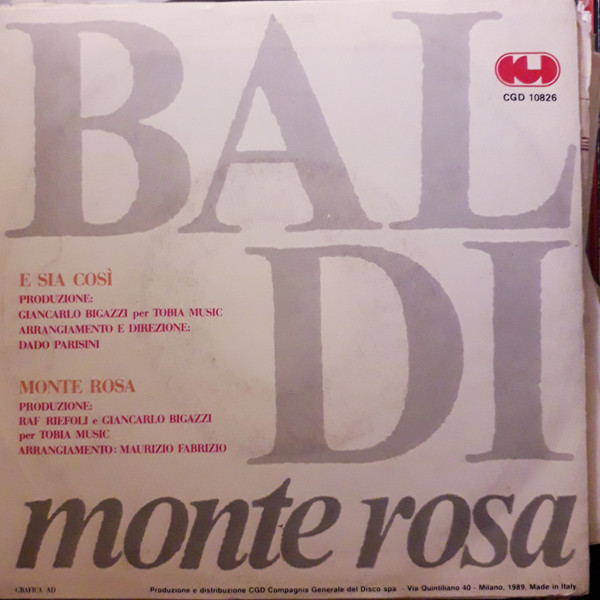 BAL
DI
CGD
CGD 10826
E SIA COSÌ
PRODUZIONE:
GIANCARLO BIGAZZI per TOBIA MUSIC
ARRANGIAMENTO E DIREZIONE:
DADO PARISINI
MONTE ROSA
PRODUZIONE:
RAF RIEFOLI e GIANCARLO BIGAZZI
per TOBIA MUSIC
ARRANGIAMENTO: MAURIZIO FABRIZIO
monte rosa
GRAFICA AD
Produzione e distribuzione CGD Compagnia Generale del Disco spa - Via Quintiliano 40 - Milano, 1989, Made in Italy